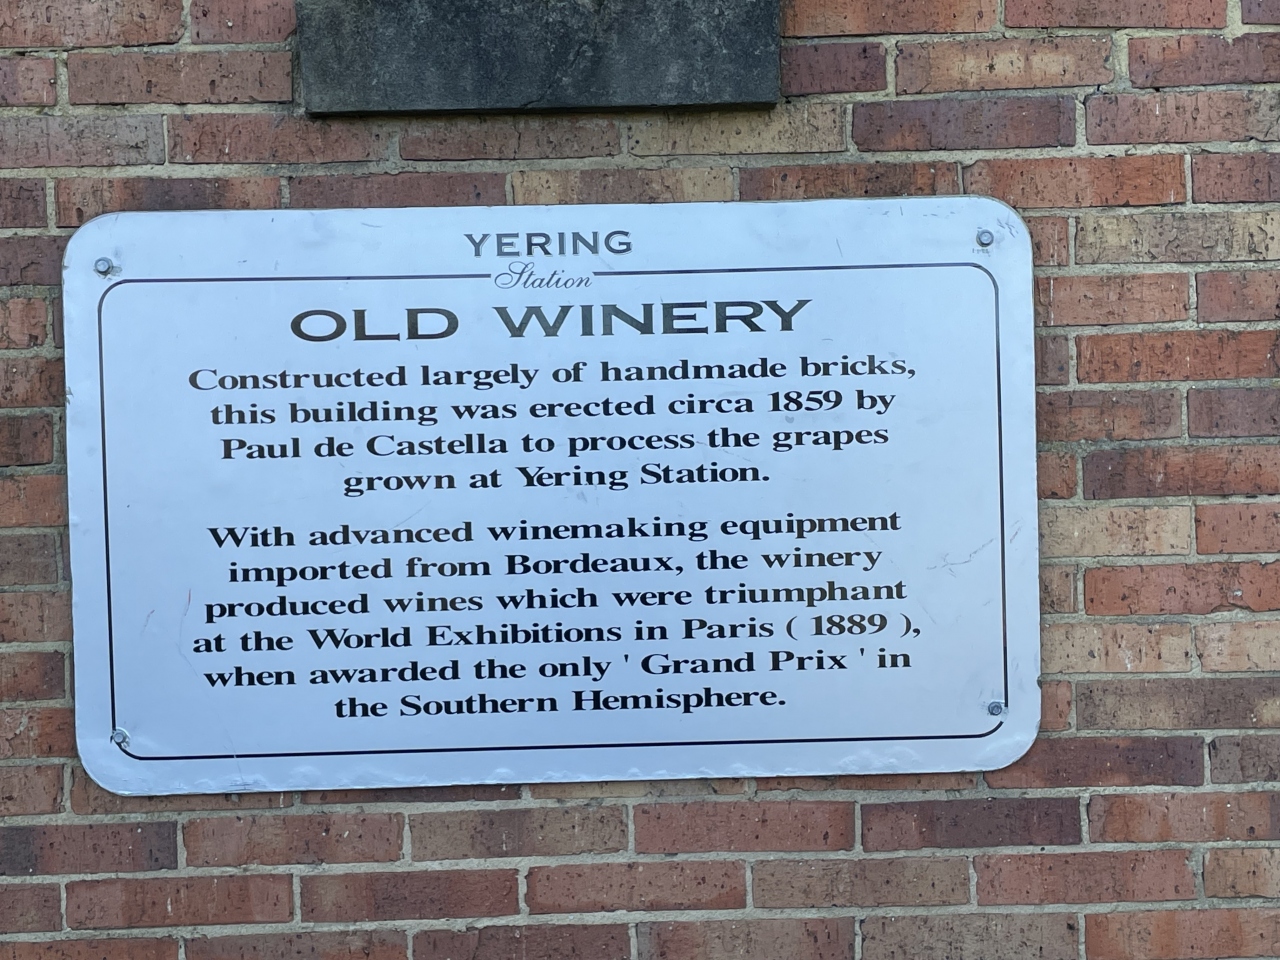 YERING
Station
OLD WINERY
Constructed largely of handmade bricks,
this building was erected circa 1859 by
Paul de Castella to process the grapes
grown at Yering Station.
With advanced winemaking equipment
imported from Bordeaux, the winery
produced wines which were triumphant
at the World Exhibitions in Paris ( 1889 ),
when awarded the only ' Grand Prix ' in
the Southern Hemisphere.